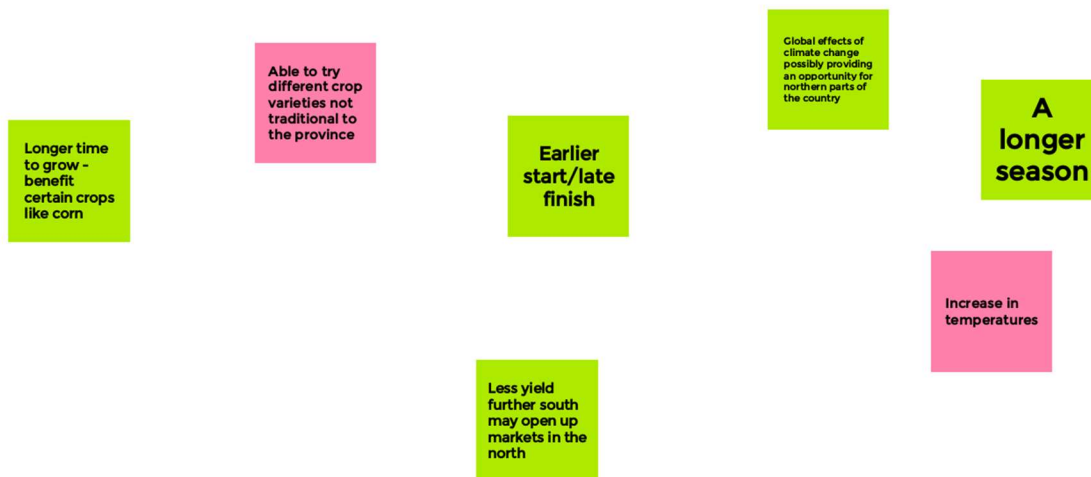 Longer time
to grow -
benefit
certain crops
like corn
Able to try
different crop
varieties not
traditional to
the province
Earlier
start/late
finish
Less yield
further south
may open up
markets in the
north
Global effects of
climate change
possibly providing
an opportunity for
northern parts of
the country
A
longer
season
Increase in
temperatures